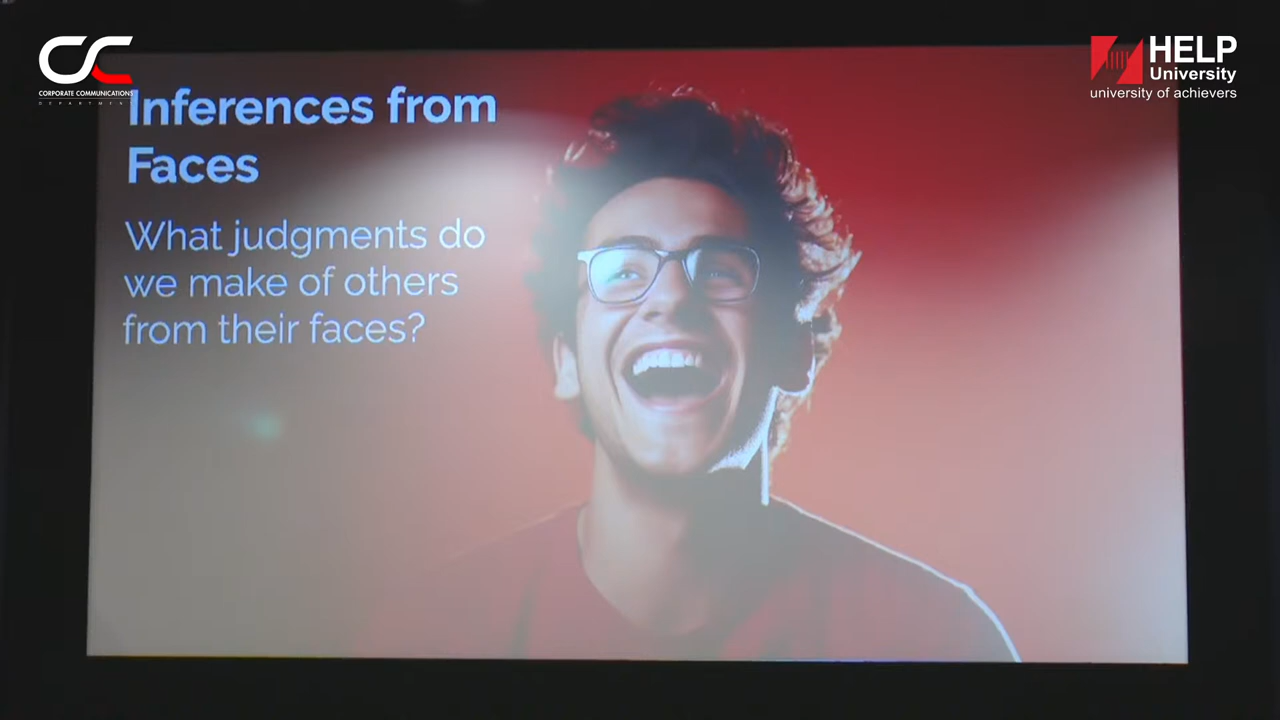 CORPORATE COMMUNICATIONS
DEPARTMENT
HELP
University
university of achievers
Inferences from
Faces
What judgments do
we make of others
from their faces?